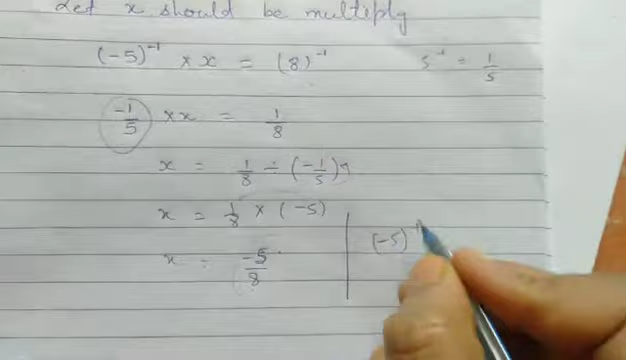 Let x should be multiply
(-5)⁻¹ × x = (8)⁻¹
5⁻¹ = 1/5
-1/5 × x = 1/8
x = 1/8 ÷ (-1/5)
x = 1/8 × (-5)
x = -5/8
(-5)